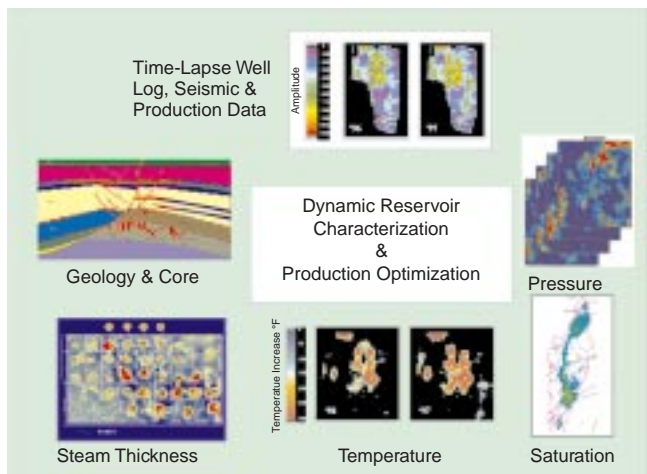 Time-Lapse Well
Log, Seismic &
Production Data
Amplitude
Dynamic Reservoir
Characterization
&
Production Optimization
Geology & Core
Pressure
Temperatue Increase °F
Steam Thickness
Temperature
Saturation